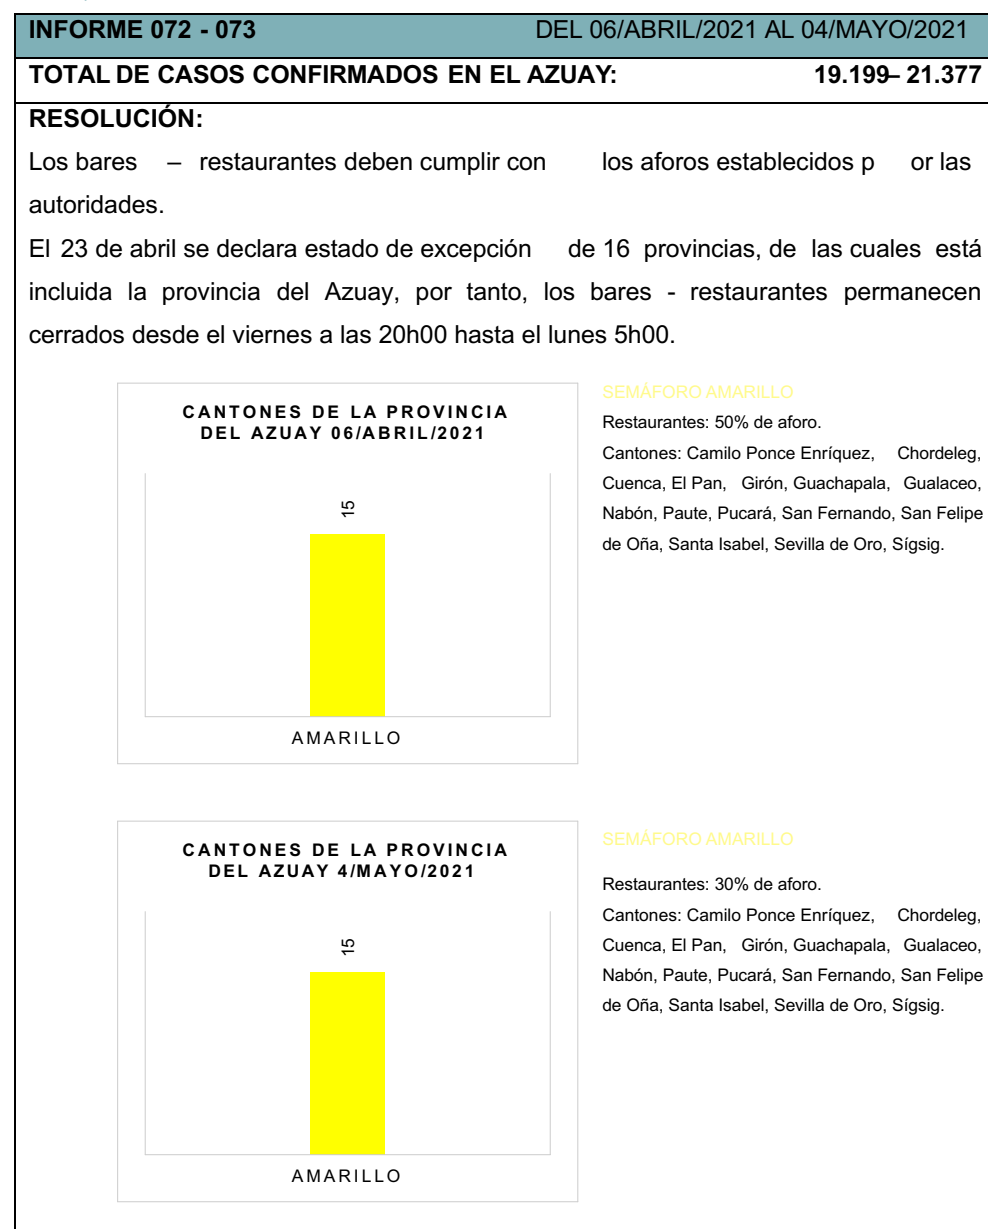 INFORME 072 - 073 DEL 06/ABRIL/2021 AL 04/MAYO/2021
TOTAL DE CASOS CONFIRMADOS EN EL AZUAY: 19.199– 21.377
RESOLUCIÓN:
Los bares – restaurantes deben cumplir con los aforos establecidos p or las
autoridades.
El 23 de abril se declara estado de excepción de 16 provincias, de las cuales está
incluida la provincia del Azuay, por tanto, los bares - restaurantes permanecen
cerrados desde el viernes a las 20h00 hasta el lunes 5h00.
CANTONES DE LA PROVINCIA
DEL AZUAY 06/ABRIL/2021
15
AMARILLO
SEMÁFORO AMARILLO
Restaurantes: 50% de aforo.
Cantones: Camilo Ponce Enríquez, Chordeleg,
Cuenca, El Pan, Girón, Guachapala, Gualaceo,
Nabón, Paute, Pucará, San Fernando, San Felipe
de Oña, Santa Isabel, Sevilla de Oro, Sígsig.
CANTONES DE LA PROVINCIA
DEL AZUAY 4/MAYO/2021
15
AMARILLO
SEMÁFORO AMARILLO
Restaurantes: 30% de aforo.
Cantones: Camilo Ponce Enríquez, Chordeleg,
Cuenca, El Pan, Girón, Guachapala, Gualaceo,
Nabón, Paute, Pucará, San Fernando, San Felipe
de Oña, Santa Isabel, Sevilla de Oro, Sígsig.